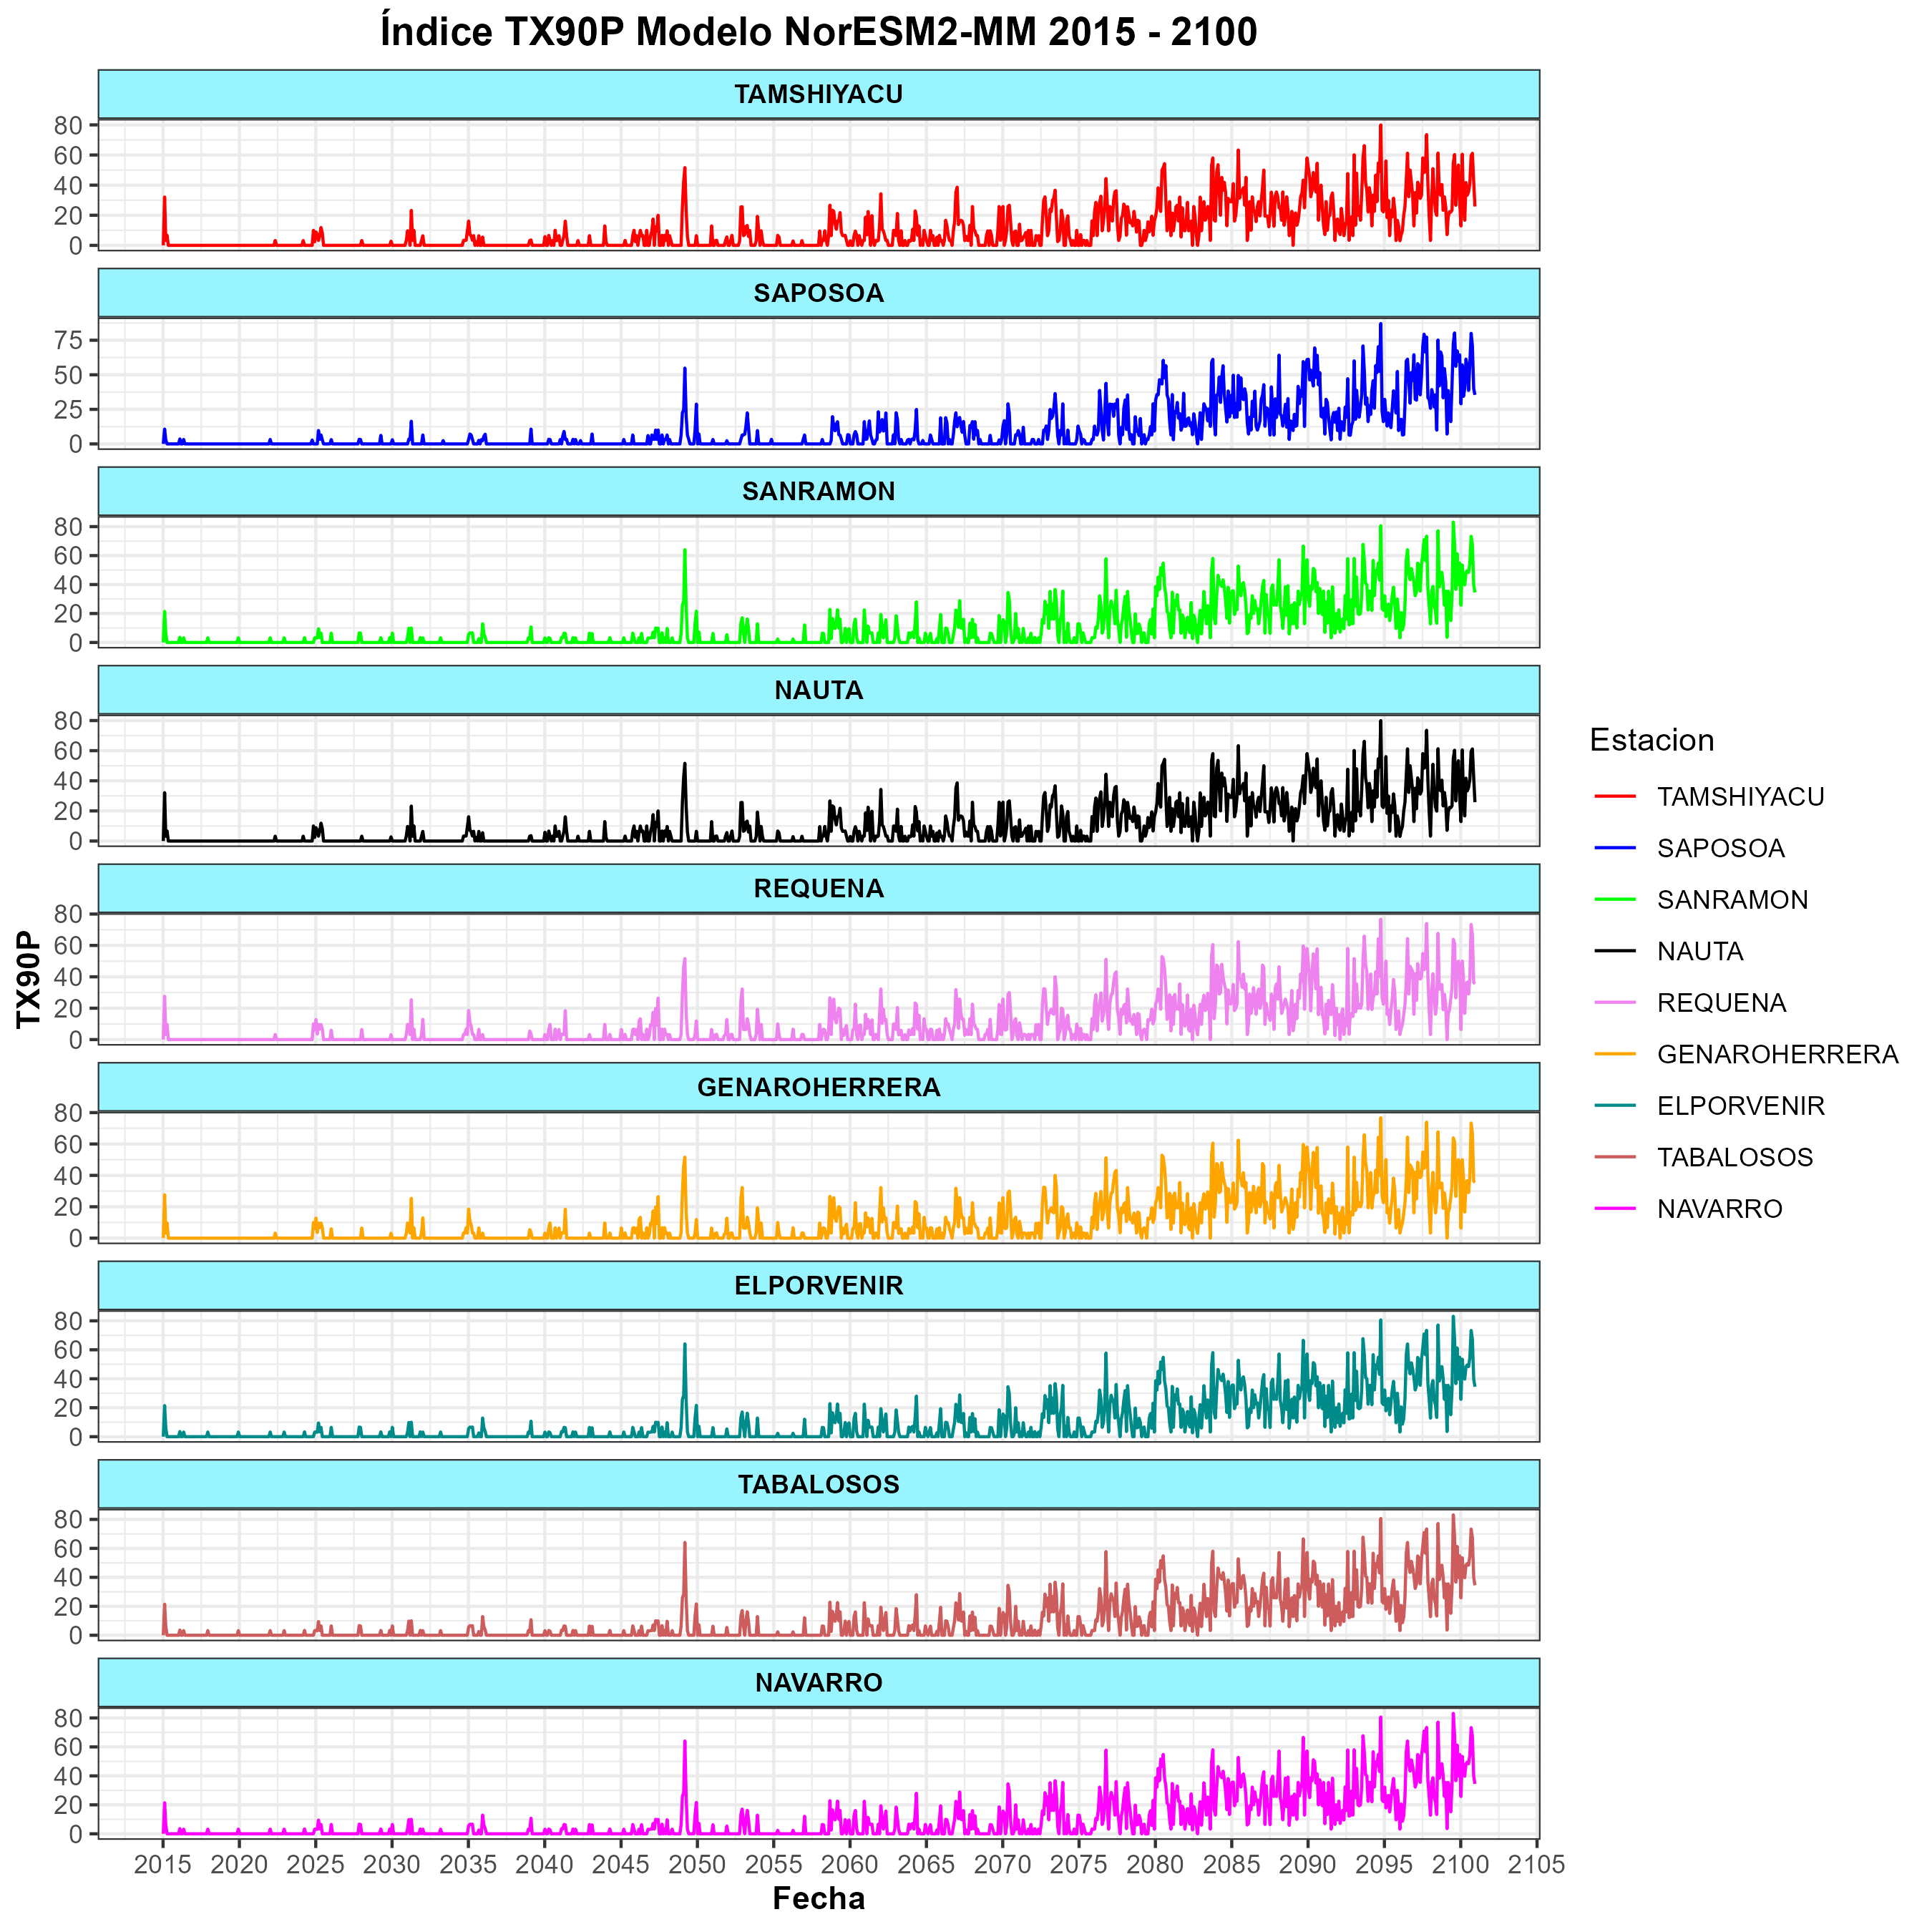 Índice TX90P Modelo NorESM2-MM 2015 - 2100
TAMSHIYACU
80
60
40
20
0
SAPOSOA
75
50
25
0
SANRAMON
80
60
40
20
0
NAUTA
80
60
40
20
0
REQUENA
80
60
40
20
0
GENAROHERRERA
80
60
40
20
0
ELPORVENIR
80
60
40
20
0
TABALOSOS
80
60
40
20
0
NAVARRO
80
60
40
20
0
2015 2020 2025 2030 2035 2040 2045 2050 2055 2060 2065 2070 2075 2080 2085 2090 2095 2100 2105
Fecha
TX90P
Estacion
TAMSHIYACU
SAPOSOA
SANRAMON
NAUTA
REQUENA
GENAROHERRERA
ELPORVENIR
TABALOSOS
NAVARRO